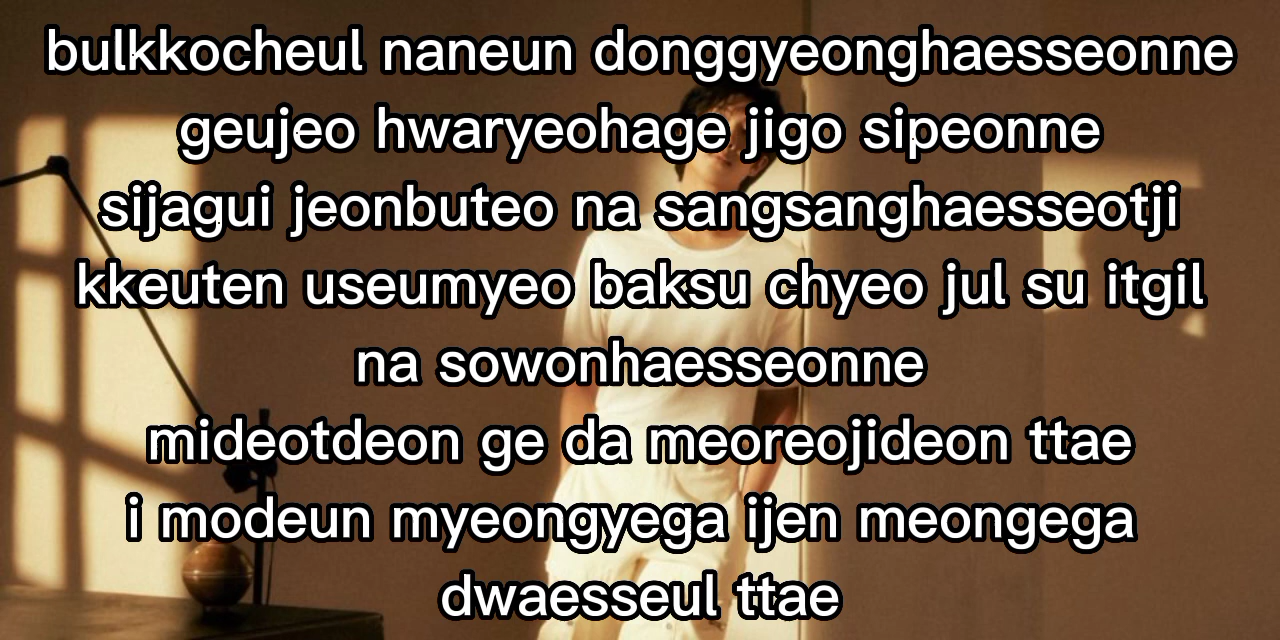 bulkkocheul naneun donggyeonghaesseonne
geujeo hwaryeohage jigo sipeonne
sijagui jeonbuteo na sangsanghaesseotji
kkeuten useumyeo baksu chyeo jul su itgil
na sowonhaesseonne
mideotdeon ge da meoreojideon ttae
i modeun myeongyega ijen meongega
dwaesseul ttae